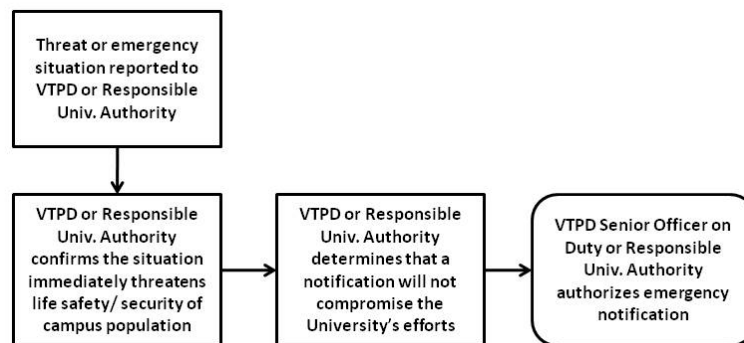 Threat or emergency
situation reported to
VTPD or Responsible
Univ. Authority
VTPD or Responsible
Univ. Authority
confirms the situation
immediately threatens
life safety/ security of
campus population
VTPD or Responsible
Univ. Authority
determines that a
notification will not
compromise the
University’s efforts
VTPD Senior Officer on
Duty or Responsible
Univ. Authority
authorizes emergency
notification